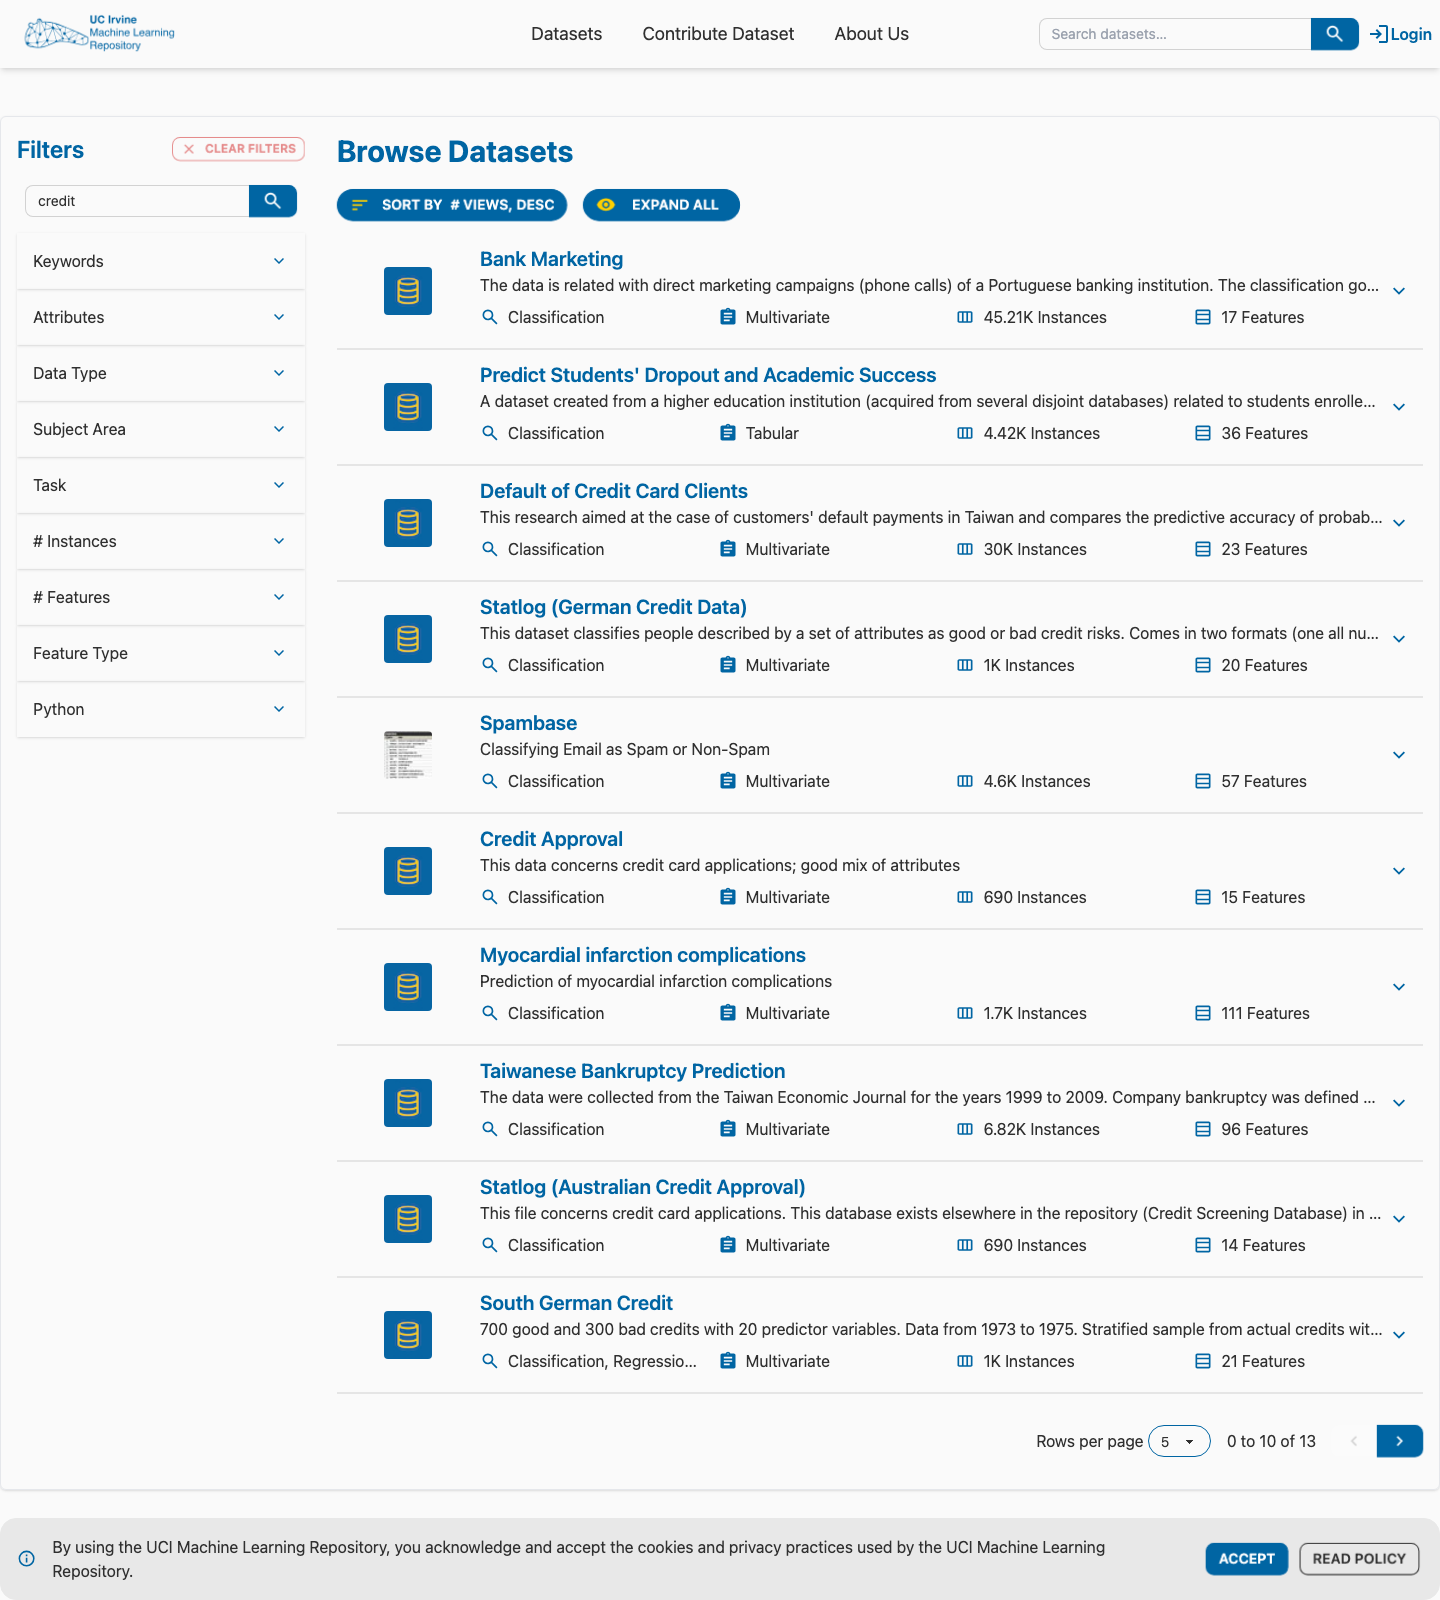 UC Irvine
Machine Learning
Repository
Datasets
Contribute Dataset
About Us
Search datasets...
Login
Filters
CLEAR FILTERS
credit
Keywords
Attributes
Data Type
Subject Area
Task
# Instances
# Features
Feature Type
Python
Browse Datasets
SORT BY # VIEWS, DESC
EXPAND ALL
Bank Marketing
The data is related with direct marketing campaigns (phone calls) of a Portuguese banking institution. The classification go...
Classification
Multivariate
45.21K Instances
17 Features
Predict Students' Dropout and Academic Success
A dataset created from a higher education institution (acquired from several disjoint databases) related to students enrolle...
Classification
Tabular
4.42K Instances
36 Features
Default of Credit Card Clients
This research aimed at the case of customers' default payments in Taiwan and compares the predictive accuracy of probab...
Classification
Multivariate
30K Instances
23 Features
Statlog (German Credit Data)
This dataset classifies people described by a set of attributes as good or bad credit risks. Comes in two formats (one all nu...
Classification
Multivariate
1K Instances
20 Features
Spambase
Classifying Email as Spam or Non-Spam
Classification
Multivariate
4.6K Instances
57 Features
Credit Approval
This data concerns credit card applications; good mix of attributes
Classification
Multivariate
690 Instances
15 Features
Myocardial infarction complications
Prediction of myocardial infarction complications
Classification
Multivariate
1.7K Instances
111 Features
Taiwanese Bankruptcy Prediction
The data were collected from the Taiwan Economic Journal for the years 1999 to 2009. Company bankruptcy was defined ...
Classification
Multivariate
6.82K Instances
96 Features
Statlog (Australian Credit Approval)
This file concerns credit card applications. This database exists elsewhere in the repository (Credit Screening Database) in ...
Classification
Multivariate
690 Instances
14 Features
South German Credit
700 good and 300 bad credits with 20 predictor variables. Data from 1973 to 1975. Stratified sample from actual credits wit...
Classification, Regressio...
Multivariate
1K Instances
21 Features
Rows per page
5
0 to 10 of 13
By using the UCI Machine Learning Repository, you acknowledge and accept the cookies and privacy practices used by the UCI Machine Learning
Repository.
ACCEPT
READ POLICY